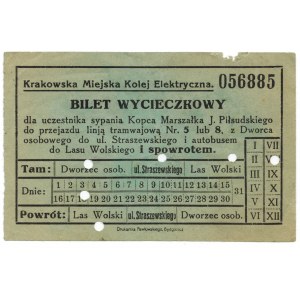 Krakowska Miejska Kolej Elektryczna. 056885
BILET WYCIECZKOWY
dla uczestnika sypania Kopca Marszałka J. Piłsudskiego
do przejazdu linją tramwajową Nr. 5 lub 8, z Dworca
osobowego do ul. Straszewskiego i autobusem
do Lasu Wolskiego i spowrotem.
Tam: Dworzec osob. ul. Straszewskiego Las Wolski
Dnie: 1 2 3 4 5 6 7 8 9 10 11 12 13 14 15
16 17 18 19 20 21 22 23 24 25 26 27 28 29 30 31
Powrót: Las Wolski ul. Straszewskiego Dworzec osob.
I VII
II
III IX
IV X
V XI
VI XII